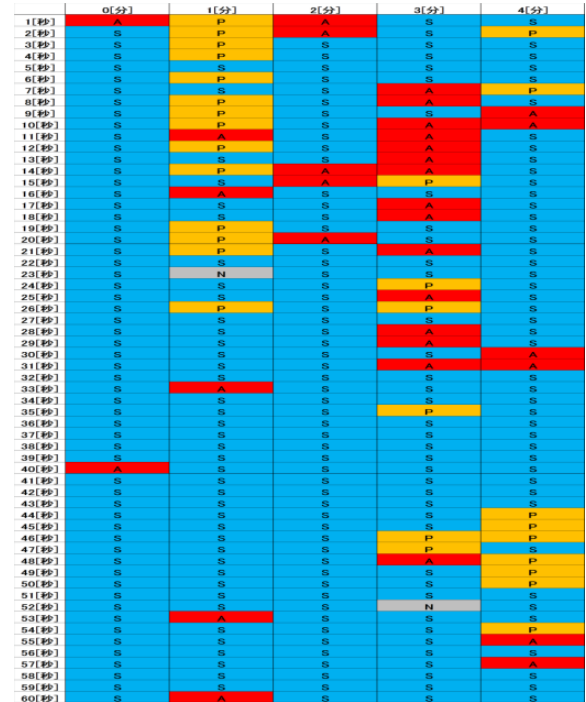 0[分] 1[分] 2[分] 3[分] 4[分]
1[秒] A P A S S
2[秒] S P A S P
3[秒] S P S S S
4[秒] S P S S S
5[秒] S S S S S
6[秒] S P S S S
7[秒] S S S A P
8[秒] S P S A S
9[秒] S P S S A
10[秒] S P S A A
11[秒] S A S A S
12[秒] S P S A S
13[秒] S S S A S
14[秒] S P A A S
15[秒] S S A P S
16[秒] S A S S S
17[秒] S S S A S
18[秒] S S S A S
19[秒] S P S S S
20[秒] S P A S S
21[秒] S P S A S
22[秒] S S S S S
23[秒] S N S S S
24[秒] S S S P S
25[秒] S S S A S
26[秒] S P S P S
27[秒] S S S S S
28[秒] S S S A S
29[秒] S S S A S
30[秒] S S S S A
31[秒] S S S A A
32[秒] S S S S S
33[秒] S A S S S
34[秒] S S S S S
35[秒] S S S P S
36[秒] S S S S S
37[秒] S S S S S
38[秒] S S S S S
39[秒] S S S S S
40[秒] A S S S S
41[秒] S S S S S
42[秒] S S S S S
43[秒] S S S S S
44[秒] S S S S P
45[秒] S S S S P
46[秒] S S S P P
47[秒] S S S P S
48[秒] S S S A P
49[秒] S S S S P
50[秒] S S S S P
51[秒] S S S S S
52[秒] S S S N S
53[秒] S A S S S
54[秒] S S S S P
55[秒] S S S S A
56[秒] S S S S S
57[秒] S S S S A
58[秒] S S S S S
59[秒] S S S S S
60[秒] S A S S S